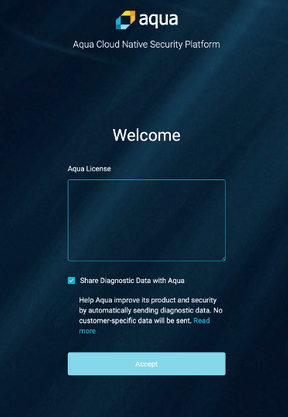 aqua
Aqua Cloud Native Security Platform
Welcome
Aqua License
Share Diagnostic Data with Aqua
Help Aqua improve its product and security
by automatically sending diagnostic data. No
customer-specific data will be sent. Read
more
Accept